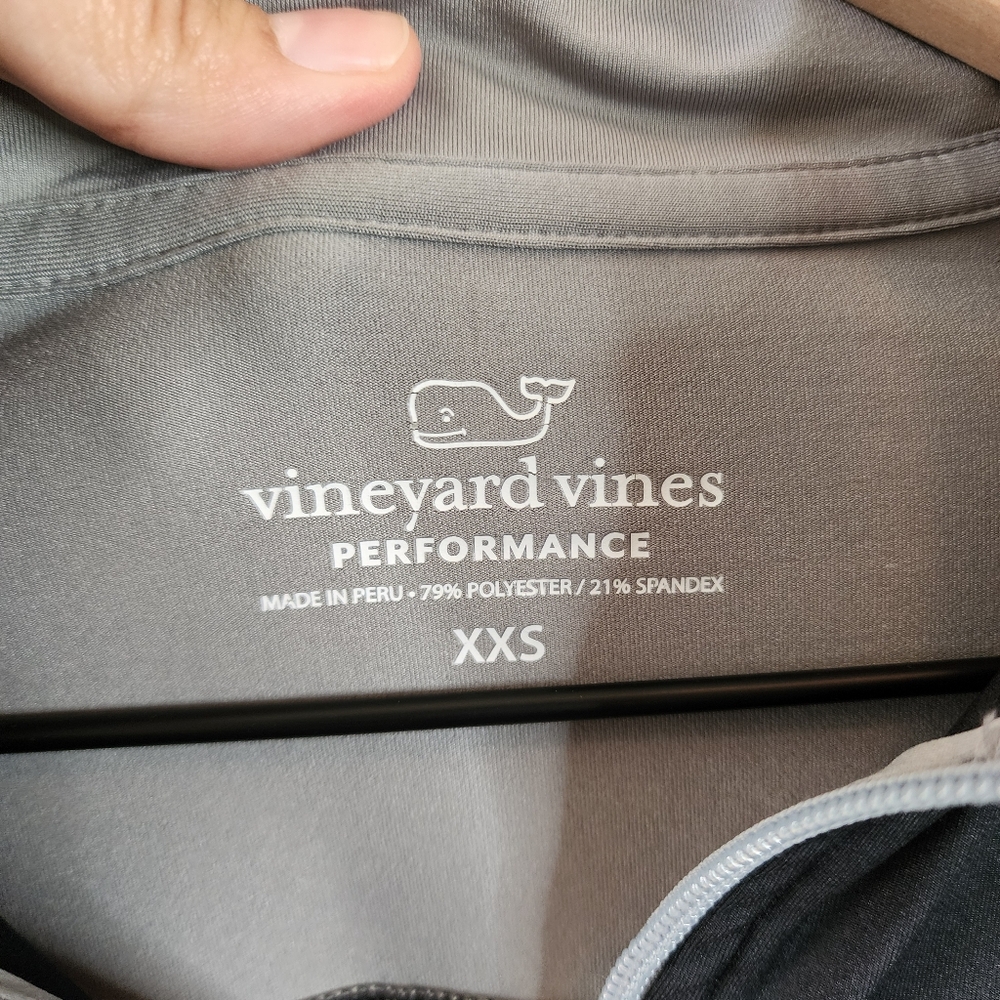 vineyard vines
PERFORMANCE
MADE IN PERU • 79% POLYESTER / 21% SPANDEX
XXS